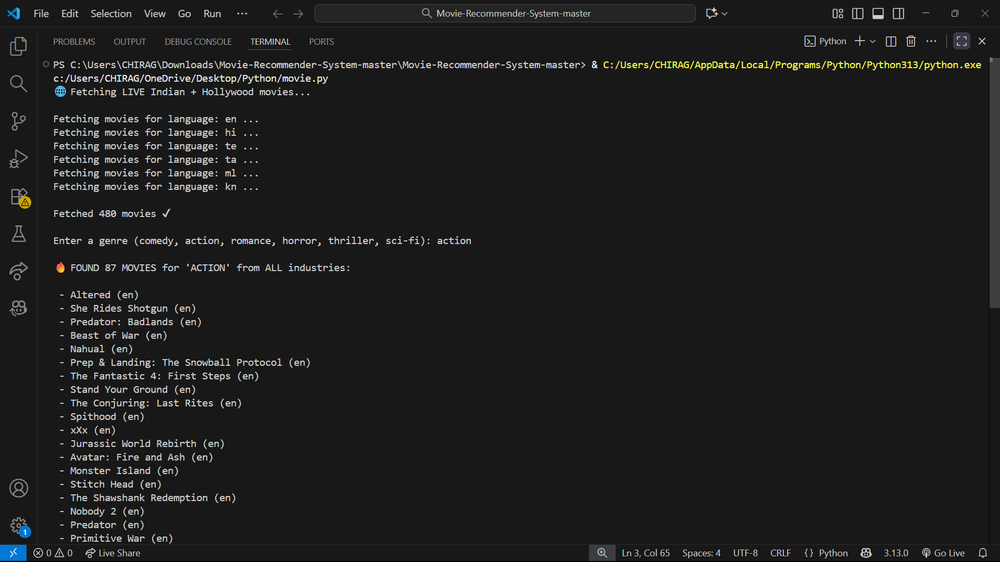 File Edit Selection View Go Run ··· Movie-Recommender-System-master
PROBLEMS OUTPUT DEBUG CONSOLE TERMINAL PORTS Python
PS C:\Users\CHIRAG\Downloads\Movie-Recommender-System-master\Movie-Recommender-System-master> & C:/Users/CHIRAG/AppData/Local/Programs/Python/Python313/python.exe
c:/Users/CHIRAG/OneDrive/Desktop/Python/movie.py
🌐 Fetching LIVE Indian + Hollywood movies...
Fetching movies for language: en ...
Fetching movies for language: hi ...
Fetching movies for language: te ...
Fetching movies for language: ta ...
Fetching movies for language: ml ...
Fetching movies for language: kn ...
Fetched 480 movies ✓
Enter a genre (comedy, action, romance, horror, thriller, sci-fi): action
🔥 FOUND 87 MOVIES for 'ACTION' from ALL industries:
- Altered (en)
- She Rides Shotgun (en)
- Predator: Badlands (en)
- Beast of War (en)
- Nahual (en)
- Prep & Landing: The Snowball Protocol (en)
- The Fantastic 4: First Steps (en)
- Stand Your Ground (en)
- The Conjuring: Last Rites (en)
- Spithood (en)
- xXx (en)
- Jurassic World Rebirth (en)
- Avatar: Fire and Ash (en)
- Monster Island (en)
- Stitch Head (en)
- The Shawshank Redemption (en)
- Nobody 2 (en)
- Predator (en)
- Primitive War (en)
1
0 0 Live Share Ln 3, Col 65 Spaces: 4 UTF-8 CRLF {} Python 3.13.0 Go Live